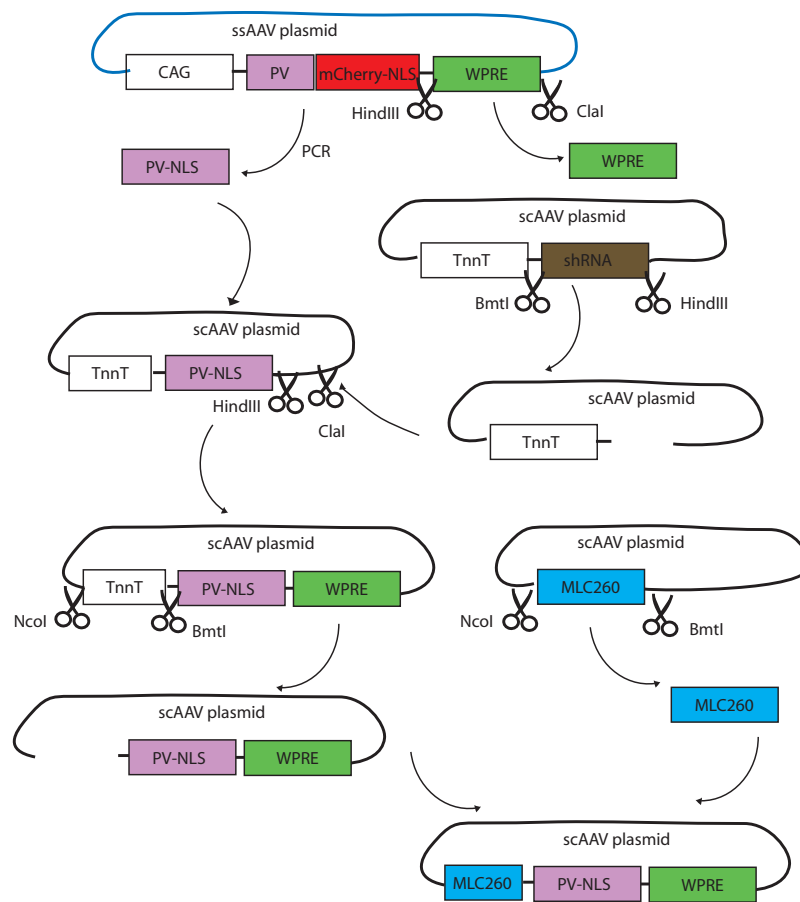 ssAAV plasmid
CAG
PV
mCherry-NLS
WPRE
HindIII
ClaI
PCR
PV-NLS
WPRE
scAAV plasmid
TnnT
shRNA
BmtI
HindIII
scAAV plasmid
TnnT
PV-NLS
HindIII
ClaI
scAAV plasmid
TnnT
scAAV plasmid
TnnT
PV-NLS
WPRE
NcoI
BmtI
scAAV plasmid
MLC260
NcoI
BmtI
MLC260
scAAV plasmid
PV-NLS
WPRE
scAAV plasmid
MLC260
PV-NLS
WPRE